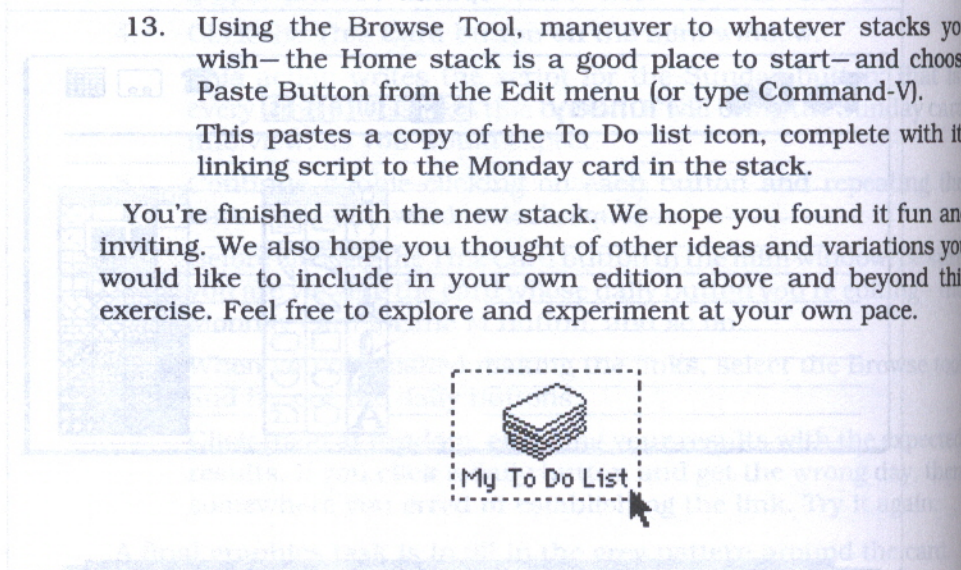 13. Using the Browse Tool, maneuver to whatever stacks yo
wish—the Home stack is a good place to start—and choos
Paste Button from the Edit menu (or type Command-V).
This pastes a copy of the To Do list icon, complete with it
linking script to the Monday card in the stack.
You're finished with the new stack. We hope you found it fun an
inviting. We also hope you thought of other ideas and variations you
would like to include in your own edition above and beyond thi
exercise. Feel free to explore and experiment at your own pace.
My To Do List